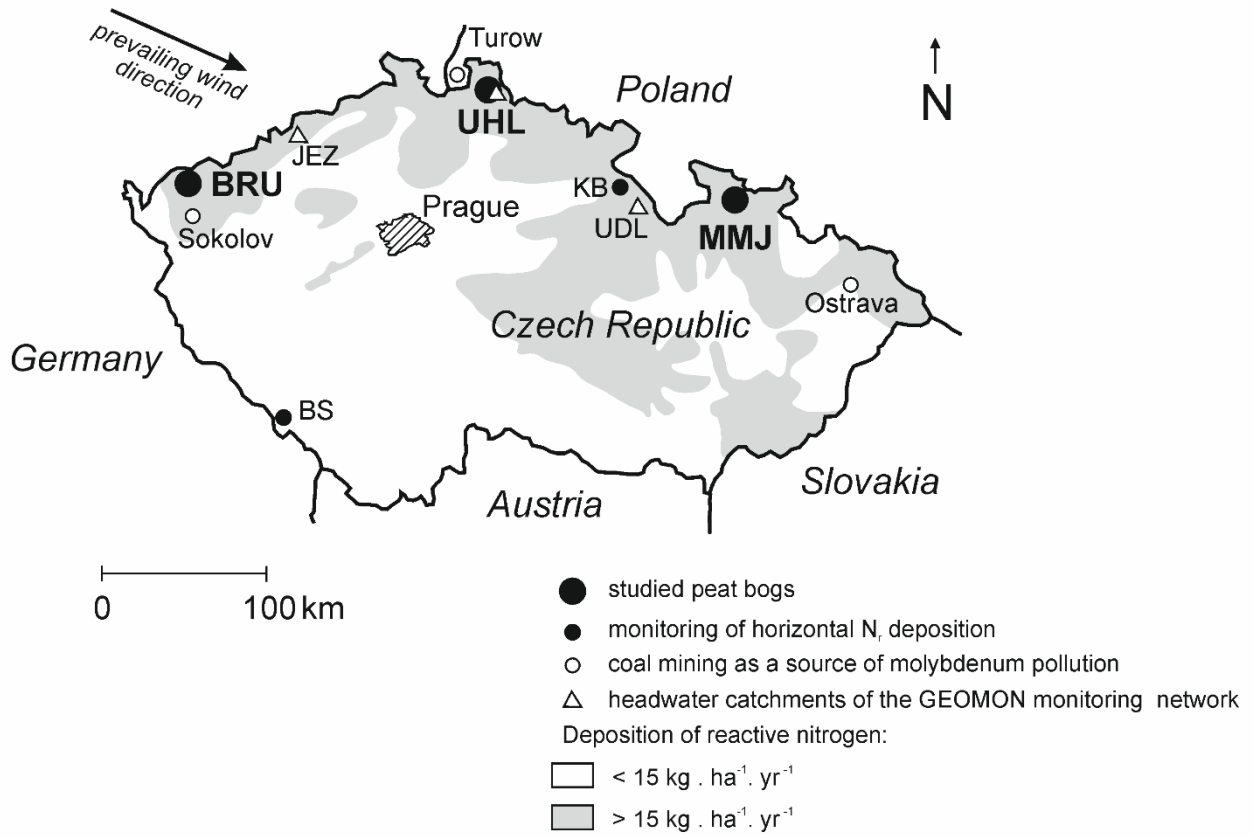 prevailing wind
direction
Turow
Poland
N
UHL
JEZ
BRU
KB
Prague
UDL
MMJ
Sokolov
Ostrava
Czech Republic
Germany
BS
Slovakia
Austria
0 100 km
studied peat bogs
monitoring of horizontal Nᵣ deposition
coal mining as a source of molybdenum pollution
headwater catchments of the GEOMON monitoring network
Deposition of reactive nitrogen:
< 15 kg . ha⁻¹. yr⁻¹
> 15 kg . ha⁻¹. yr⁻¹